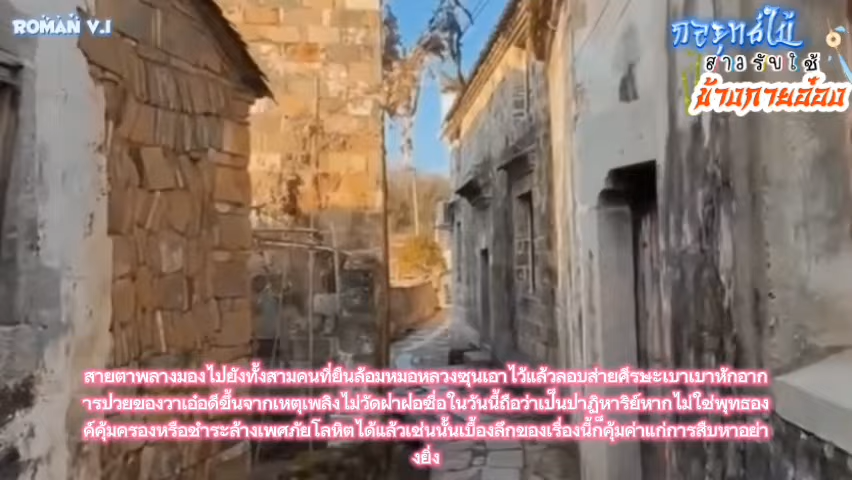 ROMAN V.1
กลยุทธ์ไป๋
สาวรับใช้
ข้างกายอ๋อง
สายตาพลางมองไปยังทั้งสามคนที่ยืนล้อมหมอหลวงซุนเอาไว้แล้วลอบส่ายศีรษะเบาเบาหักอาก
ารป่วยของวาเอ๋อดีขึ้นจากเหตุเพลิงไม้วัดฝาฝอซื่อในวันนี้ถือว่าเป็นปาฏิหาริย์หากไม่ใช่พุทธอง
ค์คุ้มครองหรือชำระล้างเพศภัยโลหิตได้แล้วเช่นนั้นเบื้องลึกของเรื่องนี้ก็คุ้มค่าแก่การสืบหาอย่า
งยิ่ง